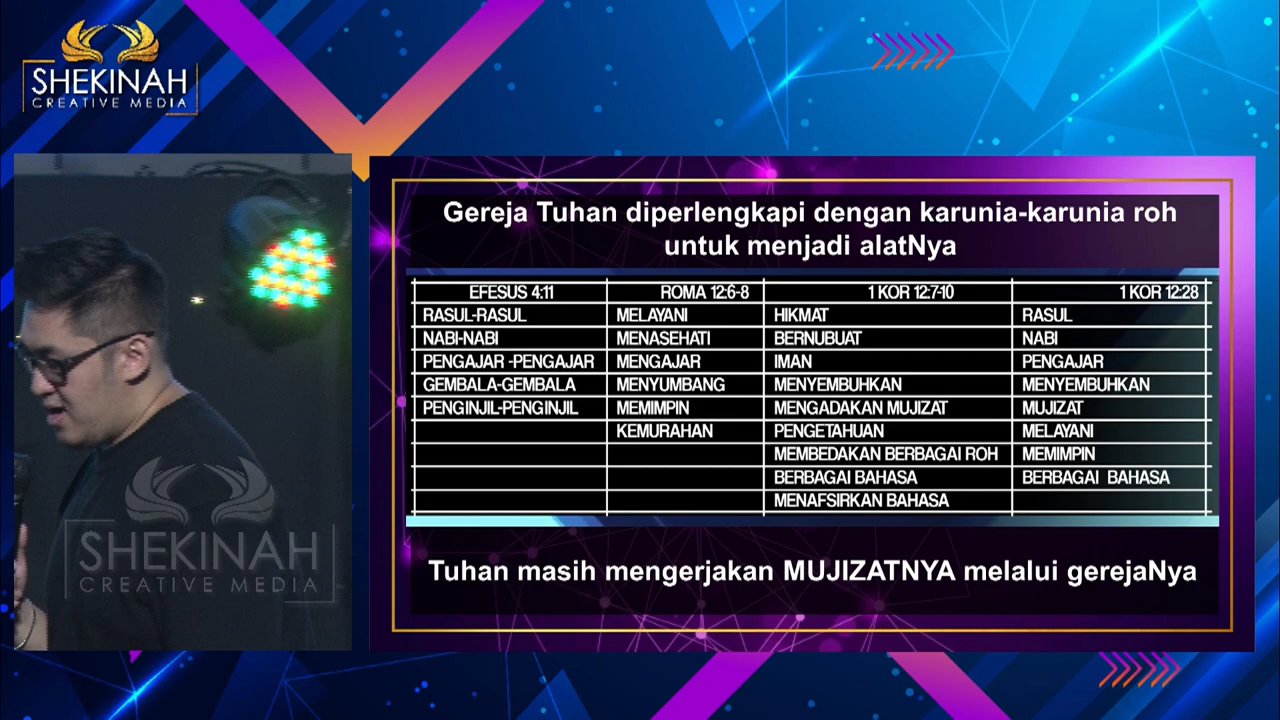 SHEKINAH
CREATIVE MEDIA
Gereja Tuhan diperlengkapi dengan karunia-karunia roh
untuk menjadi alatNya
EFESUS 4:11 ROMA 12:6-8 1 KOR 12:7-10 1 KOR 12:28
RASUL-RASUL MELAYANI HIKMAT RASUL
NABI-NABI MENASEHATI BERNUBUAT NABI
PENGAJAR -PENGAJAR MENGAJAR IMAN PENGAJAR
GEMBALA-GEMBALA MENYUMBANG MENYEMBUHKAN MENYEMBUHKAN
PENGINJIL-PENGINJIL MEMIMPIN MENGADAKAN MUJIZAT MUJIZAT
KEMURAHAN PENGETAHUAN MELAYANI
MEMBEDAKAN BERBAGAI ROH MEMIMPIN
BERBAGAI BAHASA BERBAGAI BAHASA
MENAFSIRKAN BAHASA
Tuhan masih mengerjakan MUJIZATNYA melalui gerejaNya
SHEKINAH
CREATIVE MEDIA